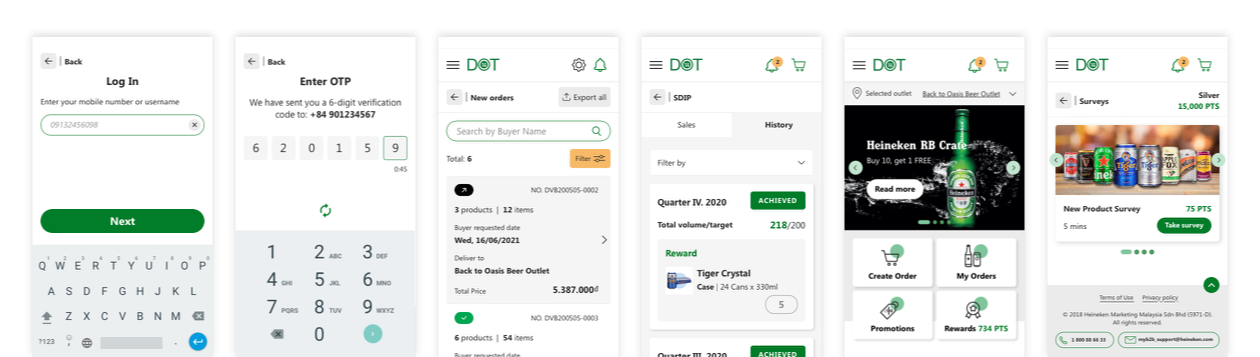 Back
Log In
Enter your mobile number or username
09132456098
Next
Q W E R T Y U I O P
A S D F G H J K L
Z X C V B N M
?123
Back
Enter OTP
We have sent you a 6-digit verification
code to: +84 901234567
6 2 0 1 5 9
0:45
1 2 ABC 3 DEF
4 GHI 5 JKL 6 MNO
7 PQRS 8 TUV 9 WXYZ
0
DOT
New orders
Export all
Search by Buyer Name
Total: 6
Filter
NO. DVB200505-0002
3 products | 12 items
Buyer requested date
Wed, 16/06/2021
Deliver to
Back to Oasis Beer Outlet
Total Price 5.387.000đ
NO. DVB200505-0003
6 products | 54 items
Buyer requested date
DOT 2
SDIP
Sales History
Filter by
Quarter IV. 2020 ACHIEVED
Total volume/target 218/200
Reward
Tiger Crystal
Case | 24 Cans x 330ml
5
Quarter III. 2020 ACHIEVED
DOT 2
Selected outlet Back to Oasis Beer Outlet
Heineken RB Crate
Buy 10, get 1 FREE
Read more
Heineken
Create Order My Orders
Promotions Rewards 734 PTS
DOT 2
Surveys
Silver
15,000 PTS
Tiger
New Product Survey 75 PTS
5 mins Take survey
Terms of Use Privacy policy
© 2018 Heineken Marketing Malaysia Sdn Bhd (5971-D).
All rights reserved.
1 800 88 66 33 myb2b_support@heineken.com